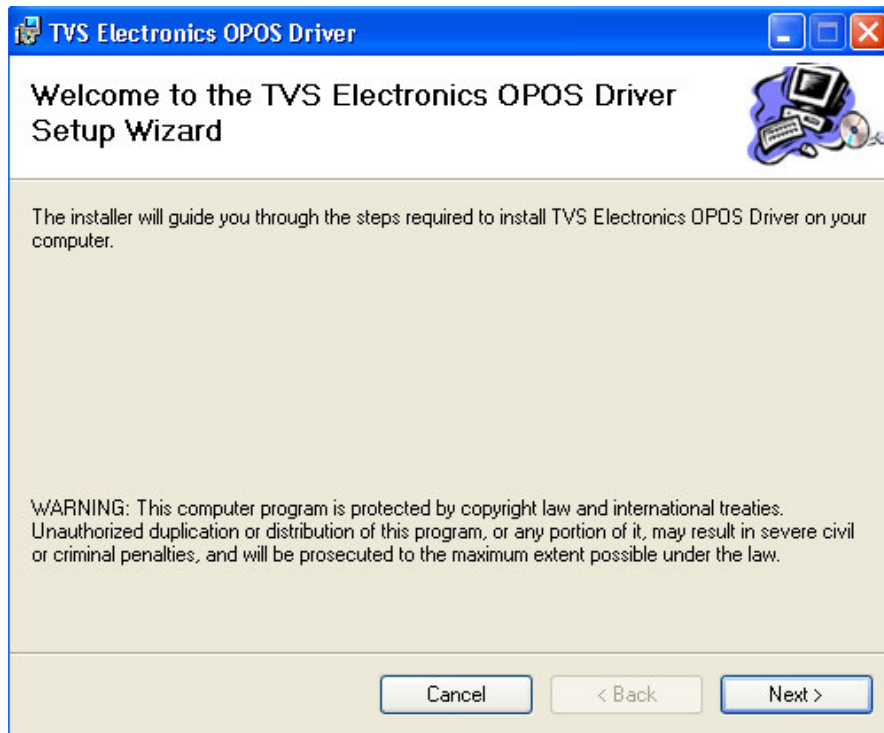 TVS Electronics OPOS Driver
Welcome to the TVS Electronics OPOS Driver
Setup Wizard
The installer will guide you through the steps required to install TVS Electronics OPOS Driver on your
computer.
WARNING: This computer program is protected by copyright law and international treaties.
Unauthorized duplication or distribution of this program, or any portion of it, may result in severe civil
or criminal penalties, and will be prosecuted to the maximum extent possible under the law.
Cancel < Back Next >